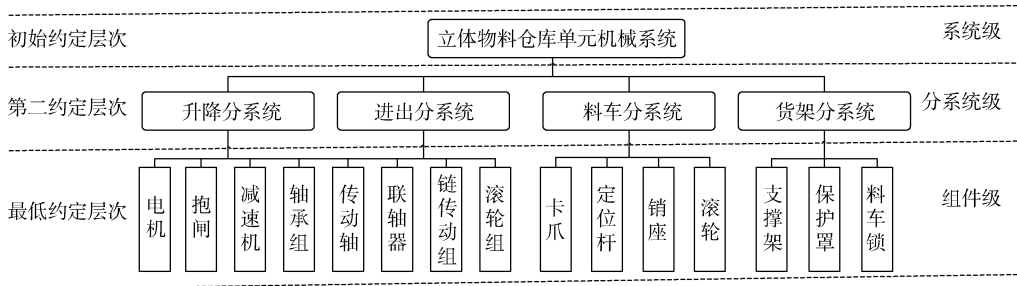 初始约定层次
立体物料仓库单元机械系统
系统级
第二约定层次
升降分系统
进出分系统
料车分系统
货架分系统
分系统级
最低约定层次
电机
抱闸
减速机
轴承组
传动轴
联轴器
链传动组
滚轮组
卡爪
定位杆
销座
滚轮
支撑架
保护罩
料车锁
组件级